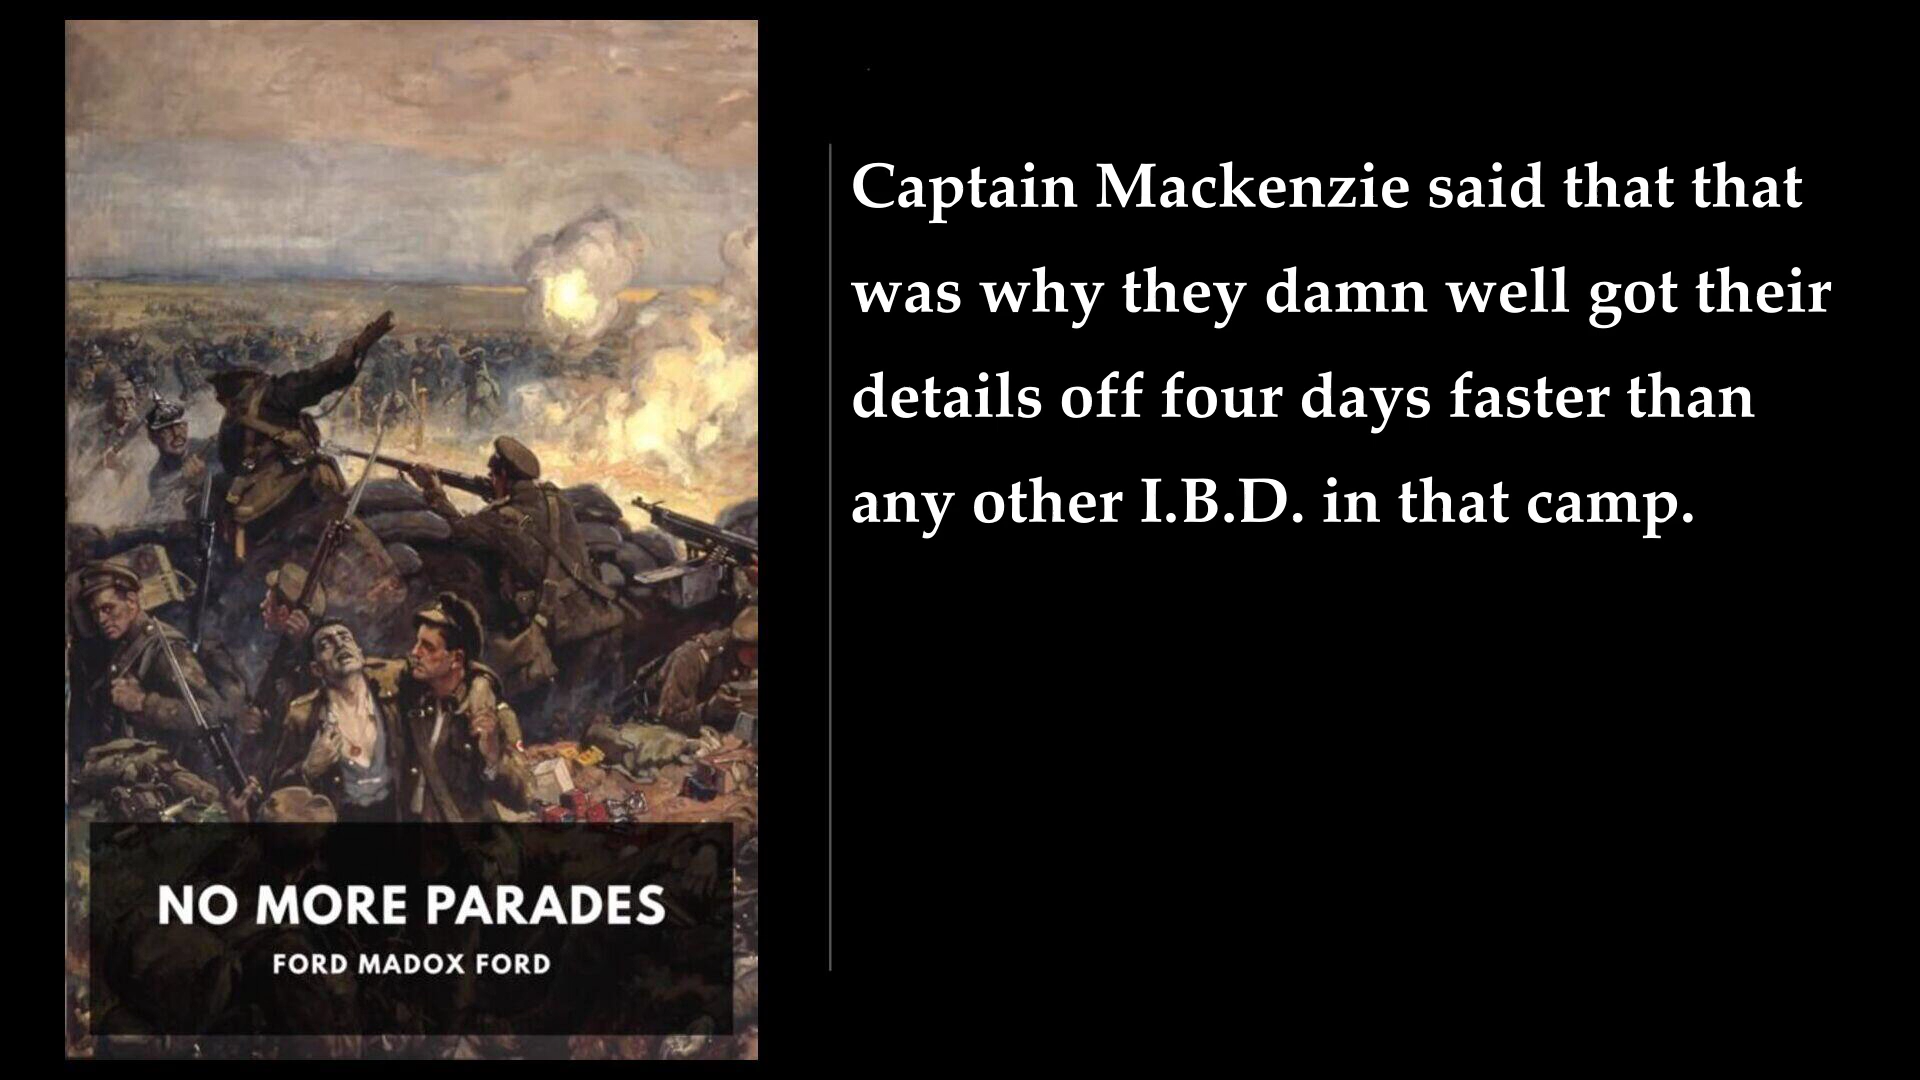 Captain Mackenzie said that that
was why they damn well got their
details off four days faster than
any other I.B.D. in that camp.
NO MORE PARADES
FORD MADOX FORD